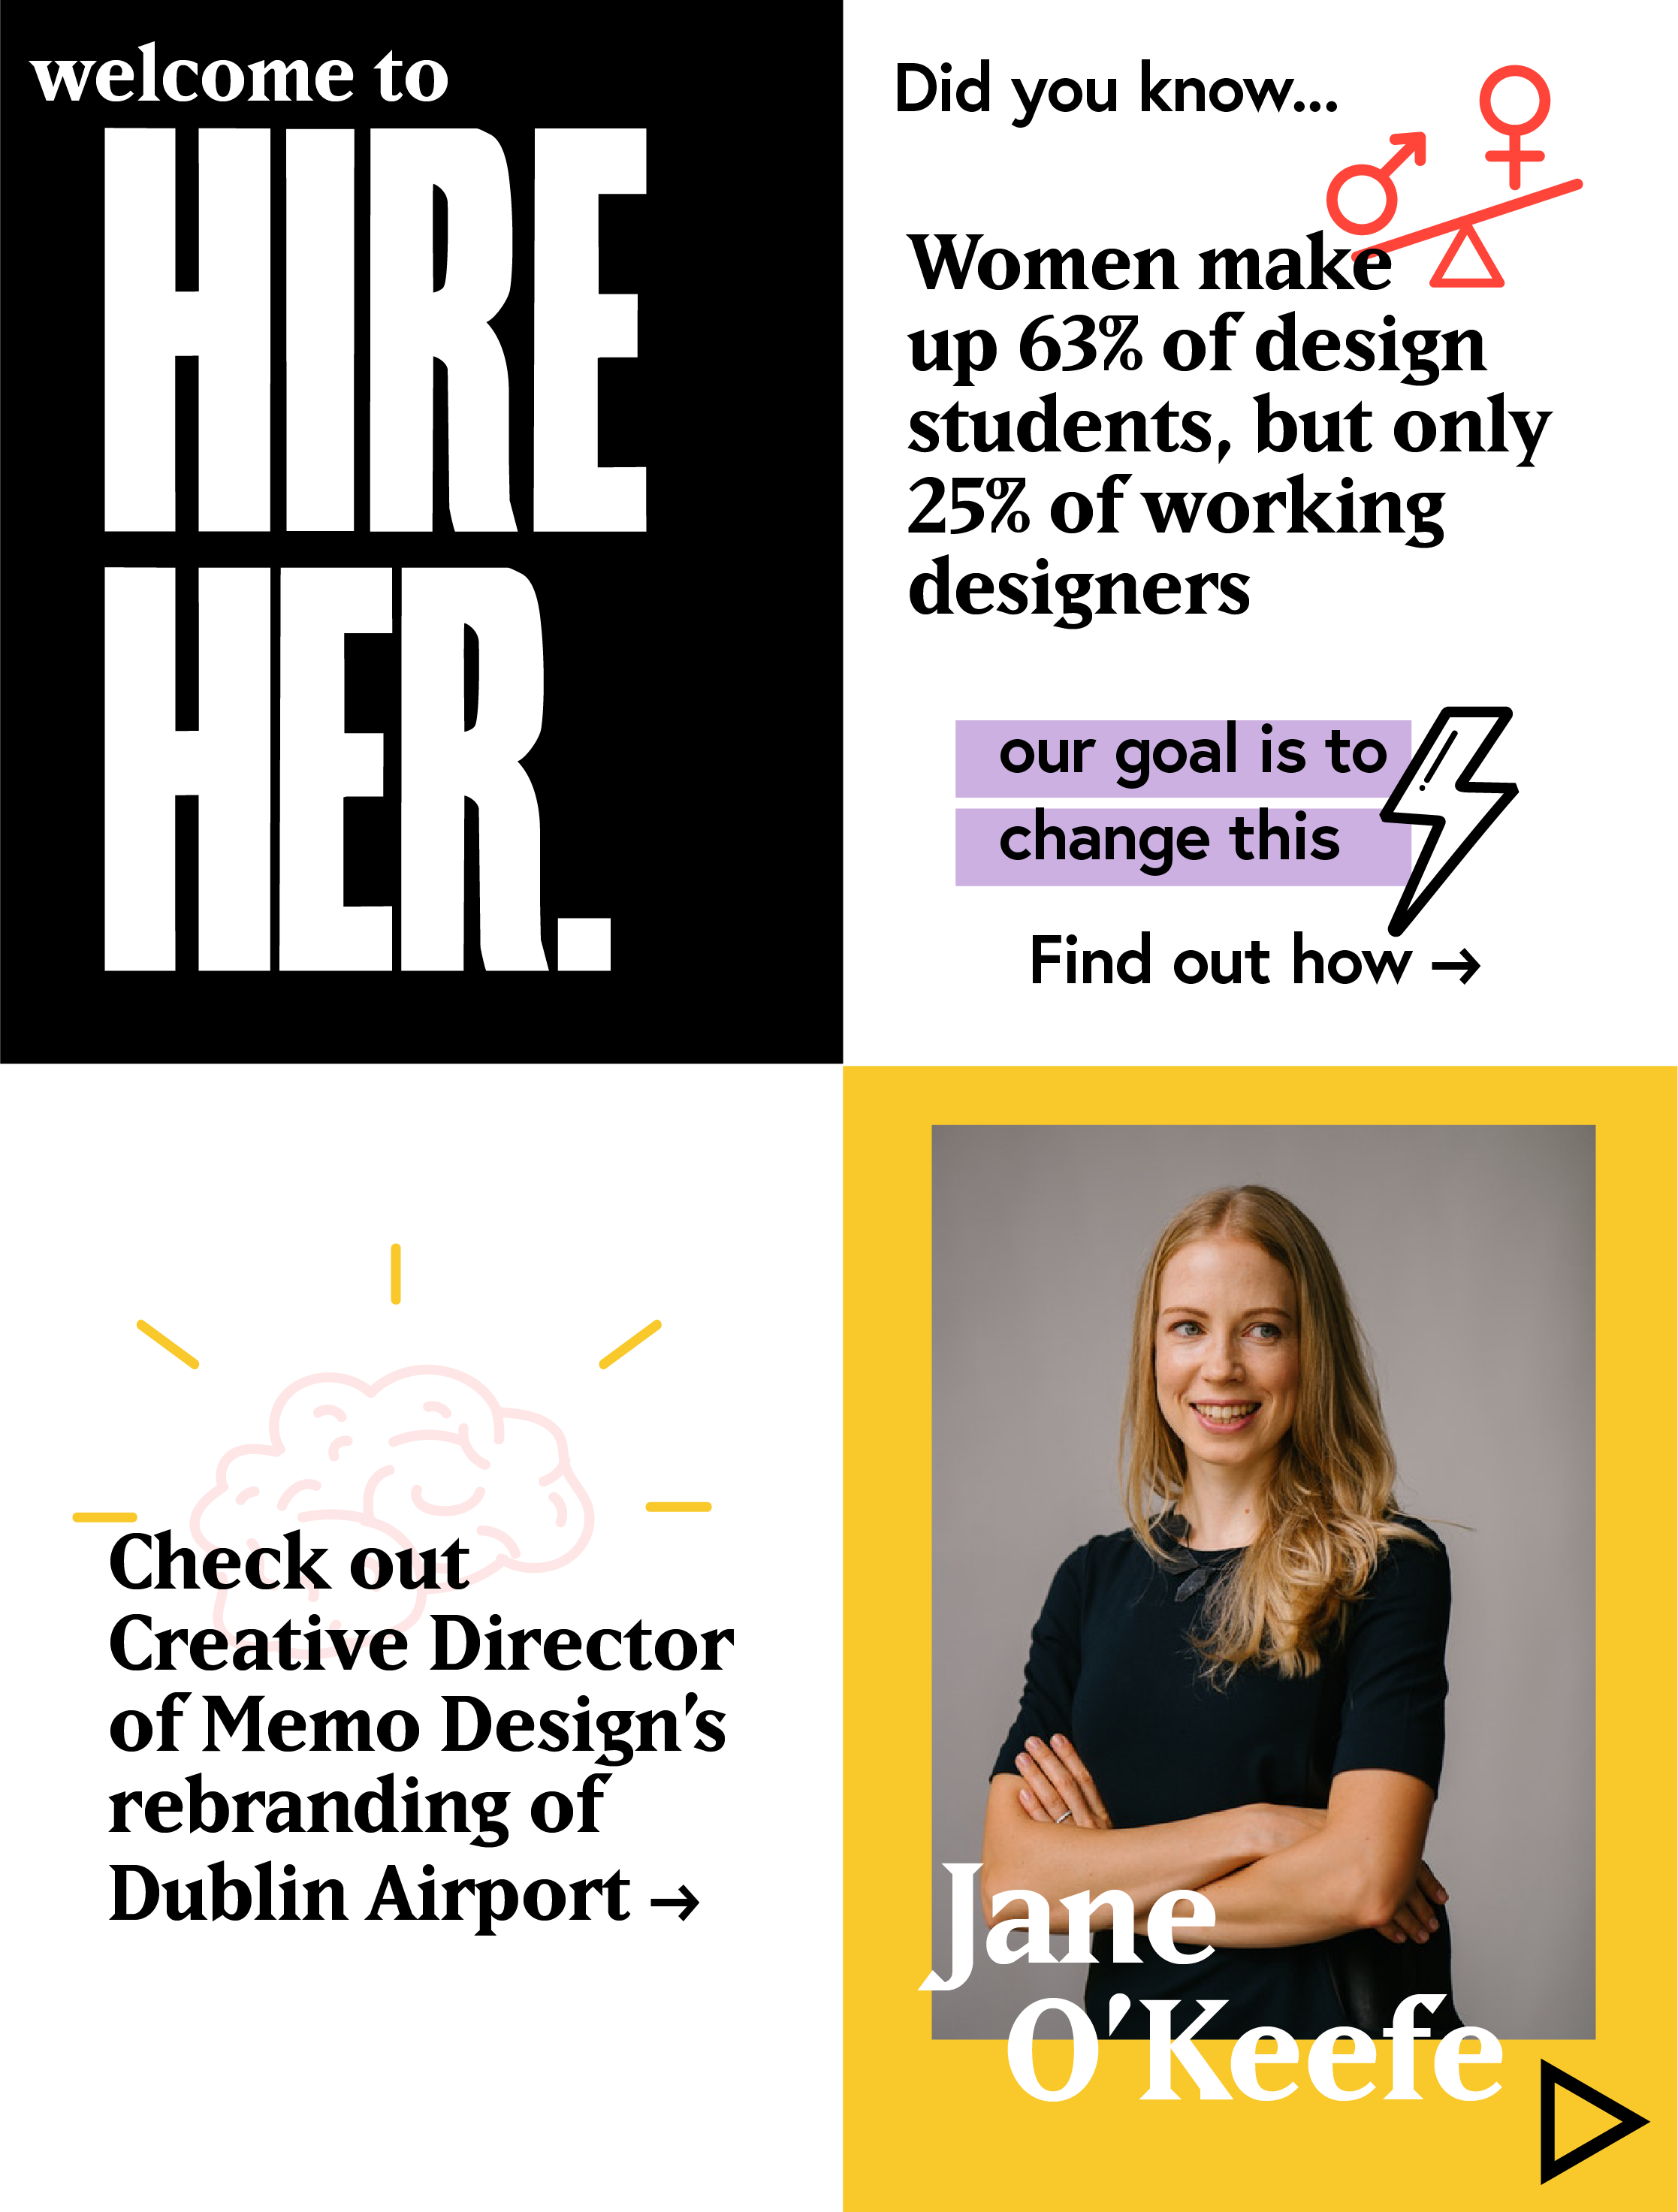 welcome to
HIRE
HER.
Did you know...
Women make
up 63% of design
students, but only
25% of working
designers
our goal is to
change this
Find out how →
Check out
Creative Director
of Memo Design’s
rebranding of
Dublin Airport →
Jane
O’Keefe